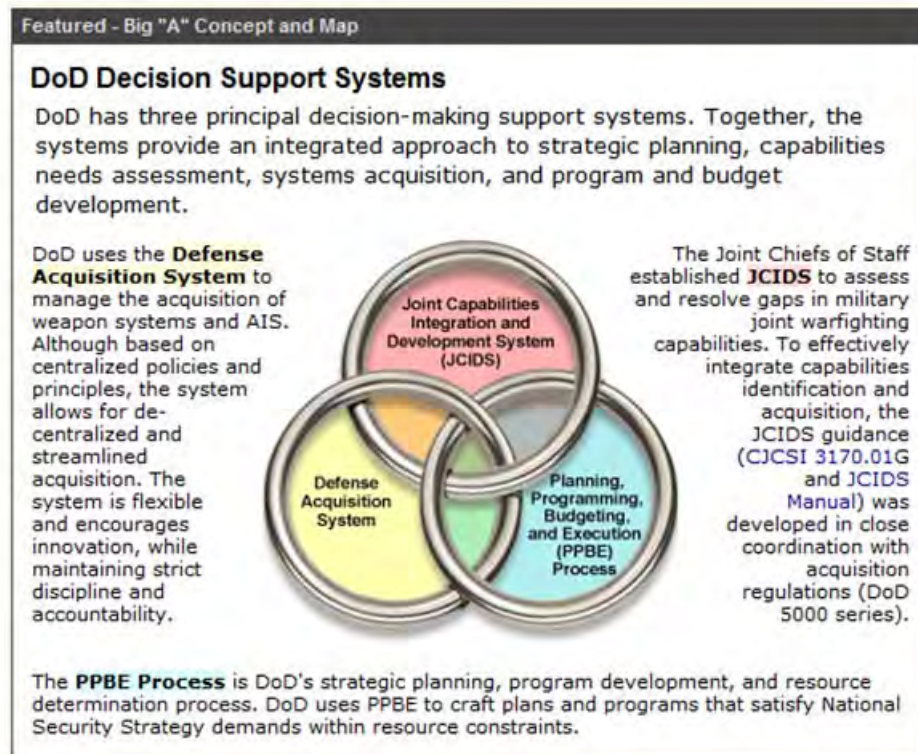 Featured - Big "A" Concept and Map
DoD Decision Support Systems
DoD has three principal decision-making support systems. Together, the
systems provide an integrated approach to strategic planning, capabilities
needs assessment, systems acquisition, and program and budget
development.
DoD uses the Defense
Acquisition System to
manage the acquisition of
weapon systems and AIS.
Although based on
centralized policies and
principles, the system
allows for de-
centralized and
streamlined
acquisition. The
system is flexible
and encourages
innovation, while
maintaining strict
discipline and
accountability.
Joint Capabilities
Integration and
Development System
(JCIDS)
Defense
Acquisition
System
Planning,
Programming,
Budgeting,
and Execution
(PPBE)
Process
The Joint Chiefs of Staff
established JCIDS to assess
and resolve gaps in military
joint warfighting
capabilities. To effectively
integrate capabilities
identification and
acquisition, the
JCIDS guidance
(CJCSI 3170.01G
and JCIDS
Manual) was
developed in close
coordination with
acquisition
regulations (DoD
5000 series).
The PPBE Process is DoD's strategic planning, program development, and resource
determination process. DoD uses PPBE to craft plans and programs that satisfy National
Security Strategy demands within resource constraints.